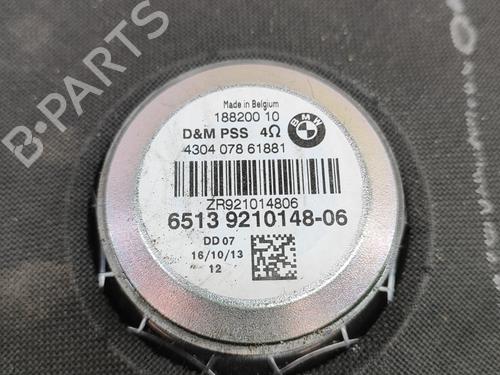 B-PARTS
Made in Belgium
188200 10
D&M PSS 4Ω
BMW
4304 078 61881
ZR921014806
6513 9210148-06
DD 07
16/10/13
12